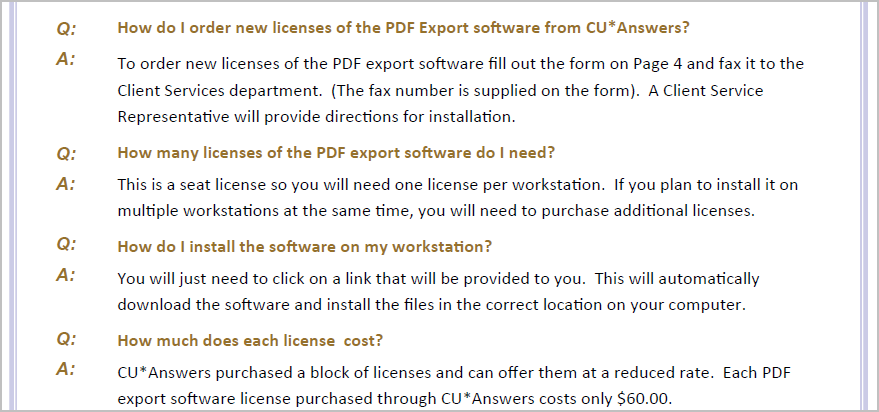 Q: How do I order new licenses of the PDF Export software from CU*Answers?
A: To order new licenses of the PDF export software fill out the form on Page 4 and fax it to the
Client Services department.  (The fax number is supplied on the form).  A Client Service
Representative will provide directions for installation.
Q: How many licenses of the PDF export software do I need?
A: This is a seat license so you will need one license per workstation.  If you plan to install it on
multiple workstations at the same time, you will need to purchase additional licenses.
Q: How do I install the software on my workstation?
A: You will just need to click on a link that will be provided to you.  This will automatically
download the software and install the files in the correct location on your computer.
Q: How much does each license  cost?
A: CU*Answers purchased a block of licenses and can offer them at a reduced rate.  Each PDF
export software license purchased through CU*Answers costs only $60.00.